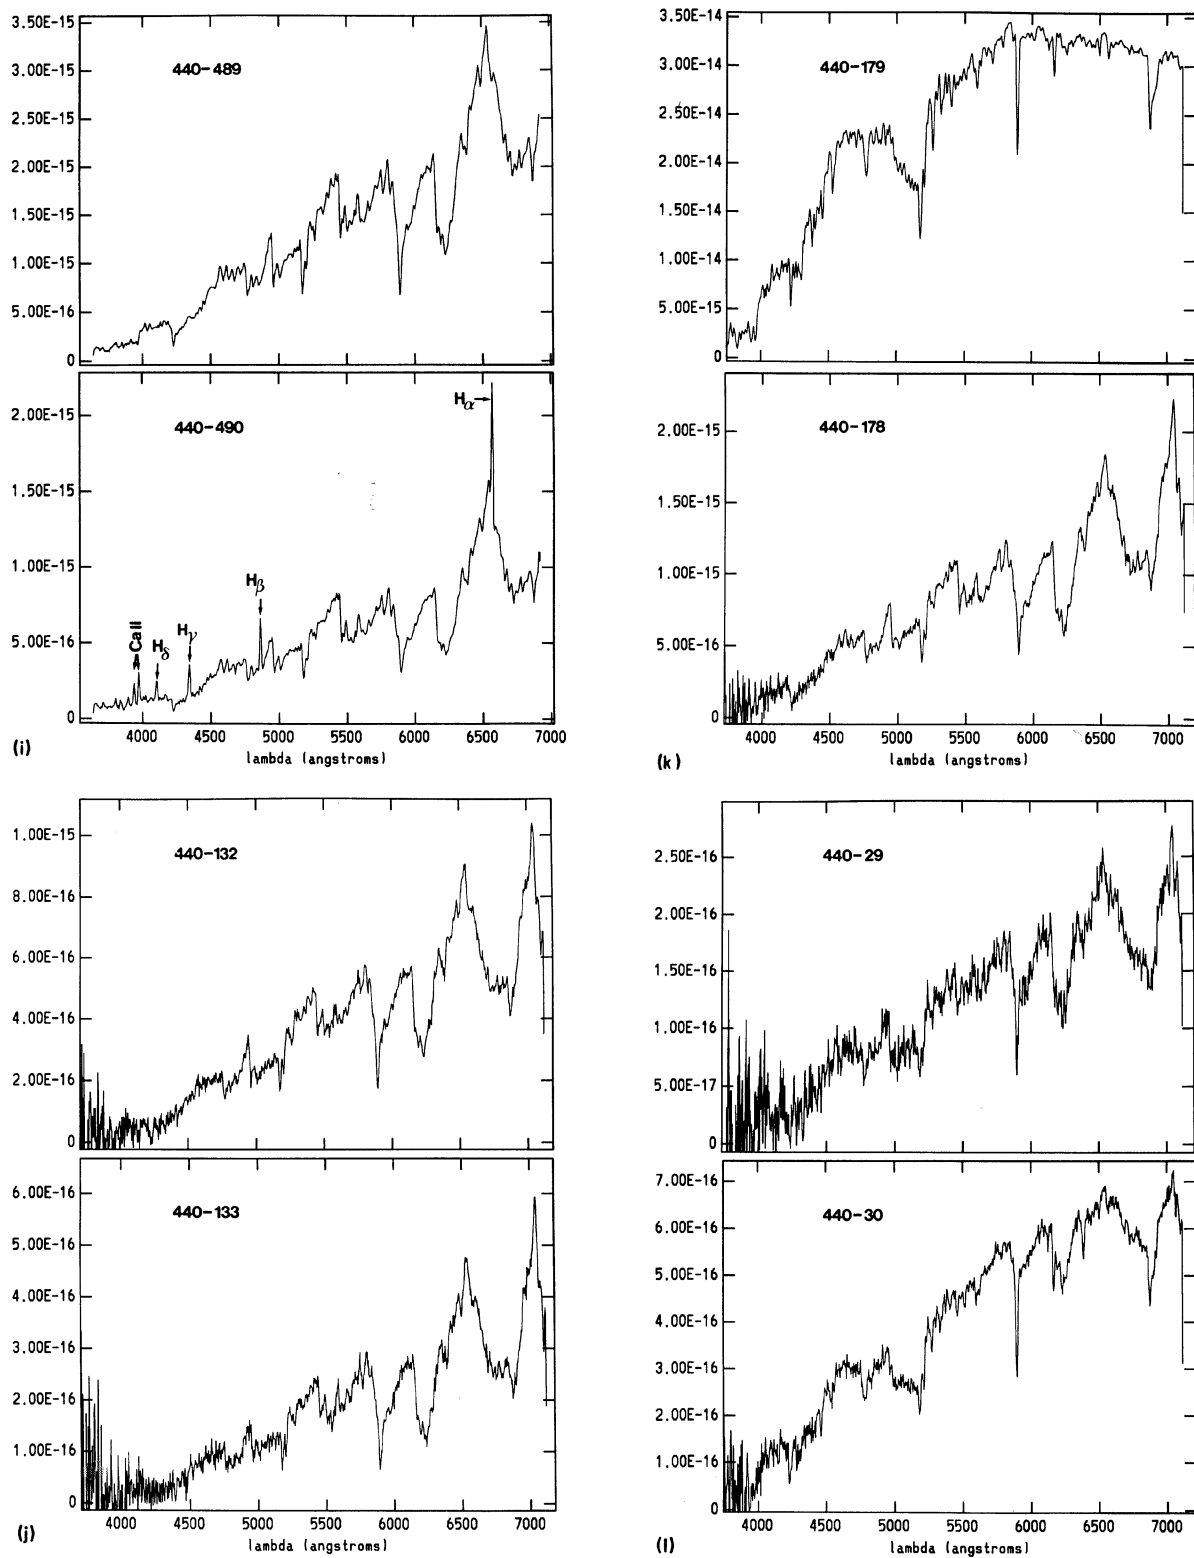 3.50E-15
3.00E-15
2.50E-15
2.00E-15
1.50E-15
1.00E-15
5.00E-16
0
440-489
2.00E-15
1.50E-15
1.00E-15
5.00E-16
0
440-490
Ca II
Hδ
Hγ
Hβ
Hα
4000 4500 5000 5500 6000 6500 7000
lambda (angstroms)
(i)
3.50E-14
3.00E-14
2.50E-14
2.00E-14
1.50E-14
1.00E-14
5.00E-15
0
440-179
2.00E-15
1.50E-15
1.00E-15
5.00E-16
0
440-178
4000 4500 5000 5500 6000 6500 7000
lambda (angstroms)
(k)
1.00E-15
8.00E-16
6.00E-16
4.00E-16
2.00E-16
0
440-132
6.00E-16
5.00E-16
4.00E-16
3.00E-16
2.00E-16
1.00E-16
0
440-133
4000 4500 5000 5500 6000 6500 7000
lambda (angstroms)
(j)
2.50E-16
2.00E-16
1.50E-16
1.00E-16
5.00E-17
0
440-29
7.00E-16
6.00E-16
5.00E-16
4.00E-16
3.00E-16
2.00E-16
1.00E-16
0
440-30
4000 4500 5000 5500 6000 6500 7000
lambda (angstroms)
(l)